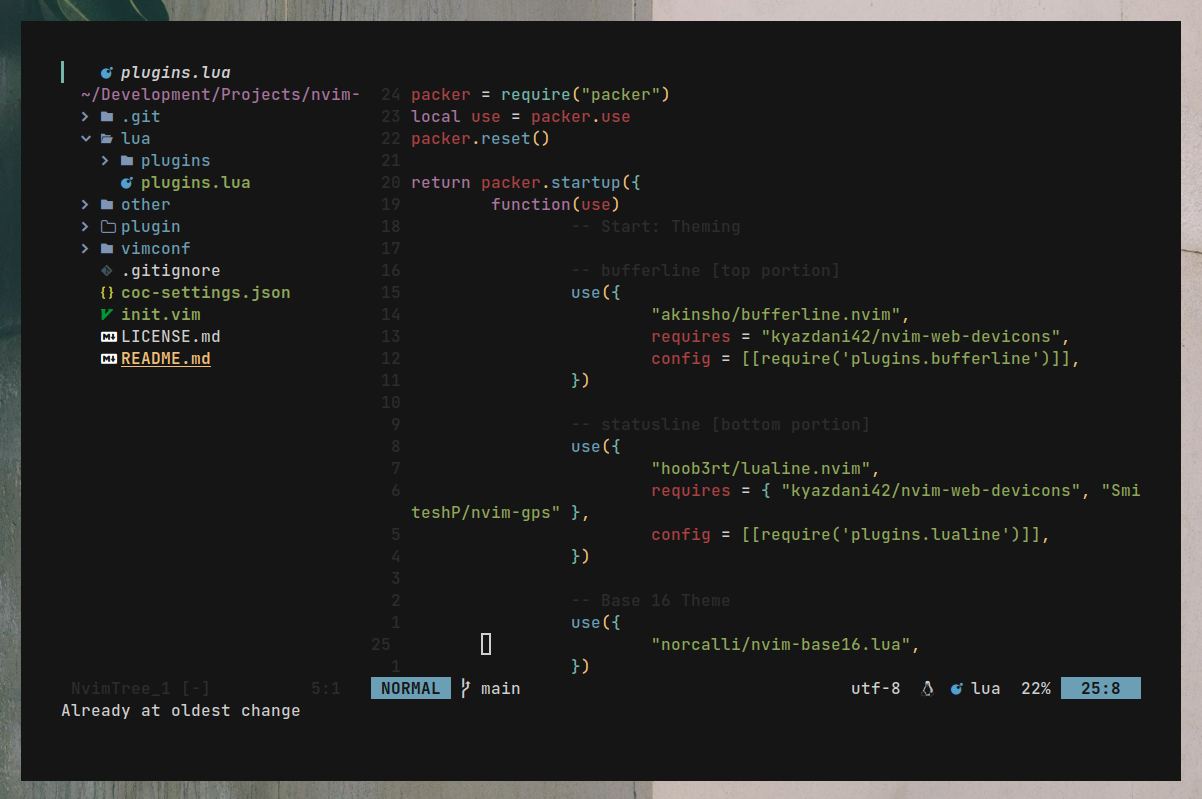 plugins.lua
~/Development/Projects/nvim-
.git
lua
plugins
plugins.lua
other
plugin
vimconf
.gitignore
{} coc-settings.json
init.vim
LICENSE.md
README.md
24 packer = require("packer")
23 local use = packer.use
22 packer.reset()
21
20 return packer.startup({
19 function(use)
18 -- Start: Theming
17
16 -- bufferline [top portion]
15 use({
14 "akinsho/bufferline.nvim",
13 requires = "kyazdani42/nvim-web-devicons",
12 config = [[require('plugins.bufferline')]],
11 })
10
9 -- statusline [bottom portion]
8 use({
7 "hoob3rt/lualine.nvim",
6 requires = { "kyazdani42/nvim-web-devicons", "Smi
teshP/nvim-gps" },
5 config = [[require('plugins.lualine')]],
4 })
3
2 -- Base 16 Theme
1 use({
25 "norcalli/nvim-base16.lua",
1 })
NvimTree_1 [-] 5:1
NORMAL main utf-8 lua 22% 25:8
Already at oldest change